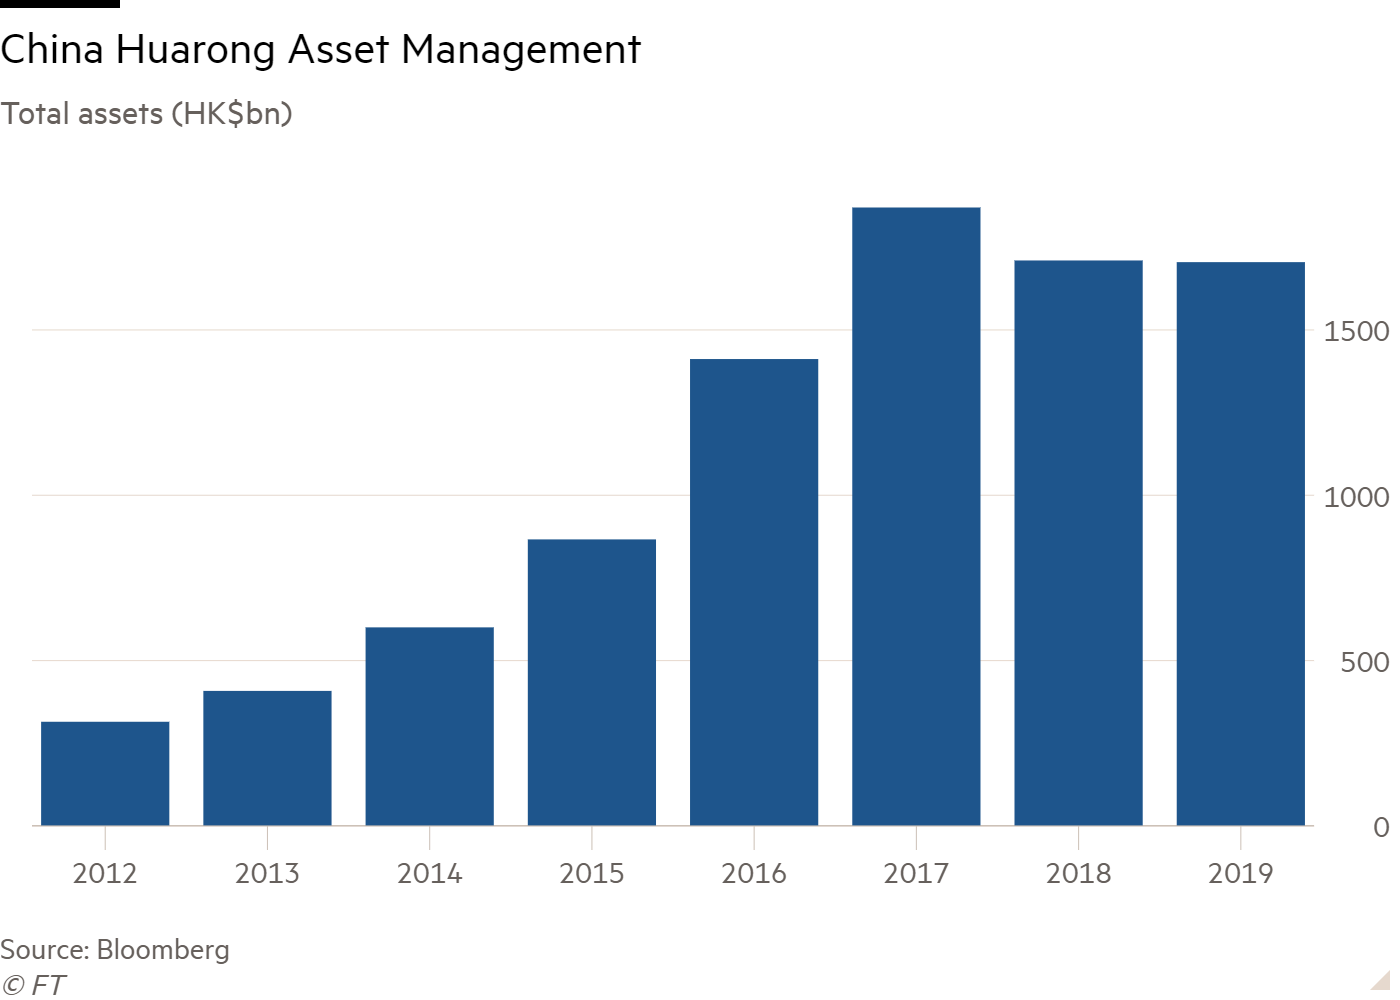 China Huarong Asset Management
Total assets (HK$bn)
1500
1000
500
0
2012 2013 2014 2015 2016 2017 2018 2019
Source: Bloomberg
© FT